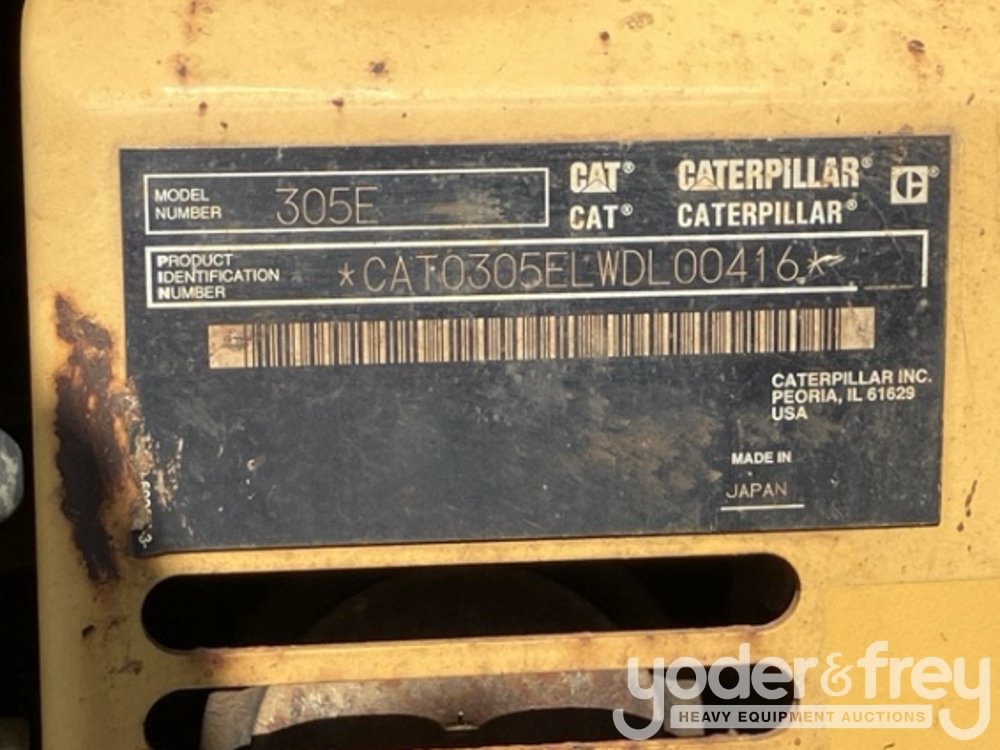 MODEL
NUMBER
305E
CAT® CATERPILLAR® C®
CAT® CATERPILLAR®
PRODUCT
IDENTIFICATION
NUMBER
*CAT0305ELWDL00416*
CATERPILLAR INC.
PEORIA, IL 61629
USA
MADE IN
JAPAN
yoder&frey
HEAVY EQUIPMENT AUCTIONS